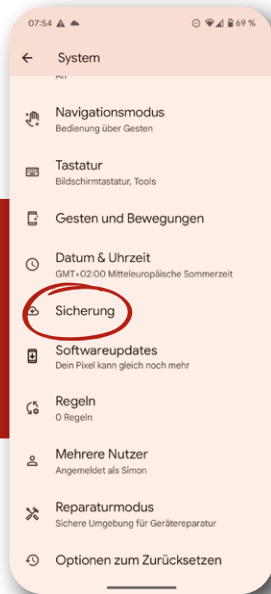 07:54 69 %
System
An
Navigationsmodus
Bedienung über Gesten
Tastatur
Bildschirmtastatur, Tools
Gesten und Bewegungen
Datum & Uhrzeit
GMT+02:00 Mitteleuropäische Sommerzeit
Sicherung
Softwareupdates
Dein Pixel kann gleich noch mehr
Regeln
0 Regeln
Mehrere Nutzer
Angemeldet als Simon
Reparaturmodus
Sichere Umgebung für Gerätereparatur
Optionen zum Zurücksetzen